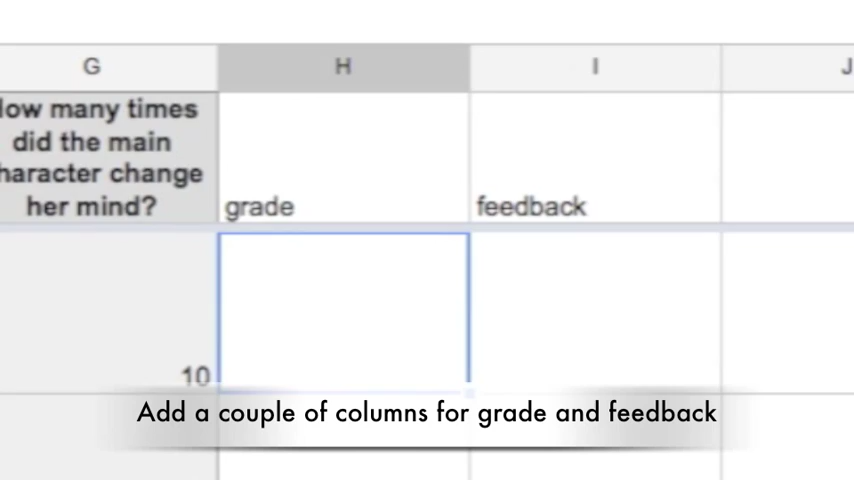 G H I J
How many times
did the main
haracter change
her mind?
grade feedback
10
Add a couple of columns for grade and feedback